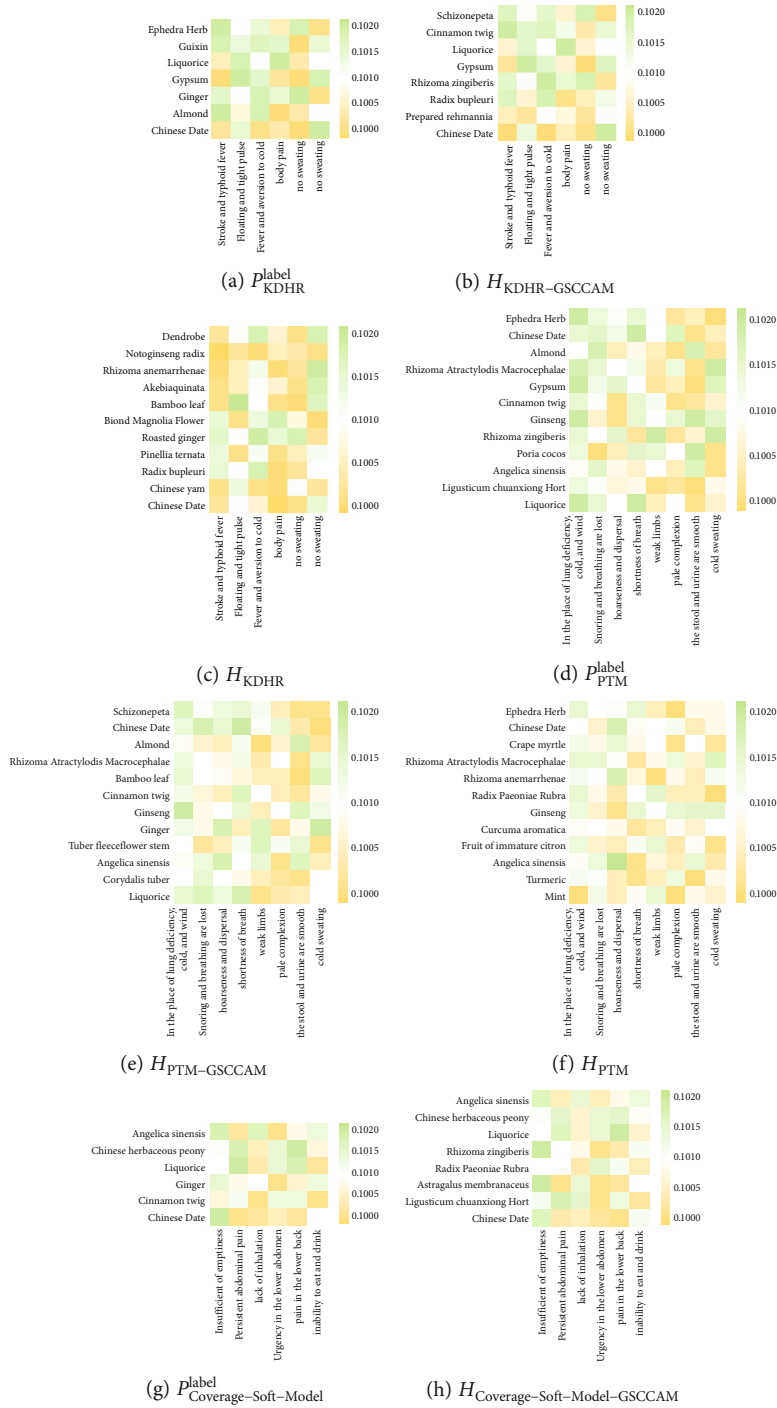 Ephedra Herb
Guixin
Liquorice
Gypsum
Ginger
Almond
Chinese Date
0.1020
0.1015
0.1010
0.1005
0.1000
Stroke and typhoid fever
Floating and tight pulse
Fever and aversion to cold
body pain
no sweating
no sweating
(a) P label KDHR
Schizonepeta
Cinnamon twig
Liquorice
Gypsum
Rhizoma zingiberis
Radix bupleuri
Prepared rehmannia
Chinese Date
0.1020
0.1015
0.1010
0.1005
0.1000
Stroke and typhoid fever
Floating and tight pulse
Fever and aversion to cold
body pain
no sweating
no sweating
(b) H KDHR–GSCCAM
Dendrobe
Notoginseng radix
Rhizoma anemarrhenae
Akebiaquinata
Bamboo leaf
Biond Magnolia Flower
Roasted ginger
Pinellia ternata
Radix bupleuri
Chinese yam
Chinese Date
0.1020
0.1015
0.1010
0.1005
0.1000
Stroke and typhoid fever
Floating and tight pulse
Fever and aversion to cold
body pain
no sweating
no sweating
(c) H KDHR
Ephedra Herb
Chinese Date
Almond
Rhizoma Atractylodis Macrocephalae
Gypsum
Cinnamon twig
Ginseng
Rhizoma zingiberis
Poria cocos
Angelica sinensis
Ligusticum chuanxiong Hort
Liquorice
0.1020
0.1015
0.1010
0.1005
0.1000
In the place of lung deficiency,
cold, and wind
Snoring and breathing are lost
hoarseness and dispersal
shortness of breath
weak limbs
pale complexion
the stool and urine are smooth
cold sweating
(d) P label PTM
Schizonepeta
Chinese Date
Almond
Rhizoma Atractylodis Macrocephalae
Bamboo leaf
Cinnamon twig
Ginseng
Ginger
Tuber fleeceflower stem
Angelica sinensis
Corydalis tuber
Liquorice
0.1020
0.1015
0.1010
0.1005
0.1000
In the place of lung deficiency,
cold, and wind
Snoring and breathing are lost
hoarseness and dispersal
shortness of breath
weak limbs
pale complexion
the stool and urine are smooth
cold sweating
(e) H PTM–GSCCAM
Ephedra Herb
Chinese Date
Crape myrtle
Rhizoma Atractylodis Macrocephalae
Rhizoma anemarrhenae
Radix Paeoniae Rubra
Ginseng
Curcuma aromatica
Fruit of immature citron
Angelica sinensis
Turmeric
Mint
0.1020
0.1015
0.1010
0.1005
0.1000
In the place of lung deficiency,
cold, and wind
Snoring and breathing are lost
hoarseness and dispersal
shortness of breath
weak limbs
pale complexion
the stool and urine are smooth
cold sweating
(f) H PTM
Angelica sinensis
Chinese herbaceous peony
Liquorice
Ginger
Cinnamon twig
Chinese Date
0.1020
0.1015
0.1010
0.1005
0.1000
Insufficient of emptiness
Persistent abdominal pain
lack of inhalation
Urgency in the lower abdomen
pain in the lower back
inability to eat and drink
(g) P label Coverage–Soft–Model
Angelica sinensis
Chinese herbaceous peony
Liquorice
Rhizoma zingiberis
Radix Paeoniae Rubra
Astragalus membranaceus
Ligusticum chuanxiong Hort
Chinese Date
0.1020
0.1015
0.1010
0.1005
0.1000
Insufficient of emptiness
Persistent abdominal pain
lack of inhalation
Urgency in the lower abdomen
pain in the lower back
inability to eat and drink
(h) H Coverage–Soft–Model–GSCCAM